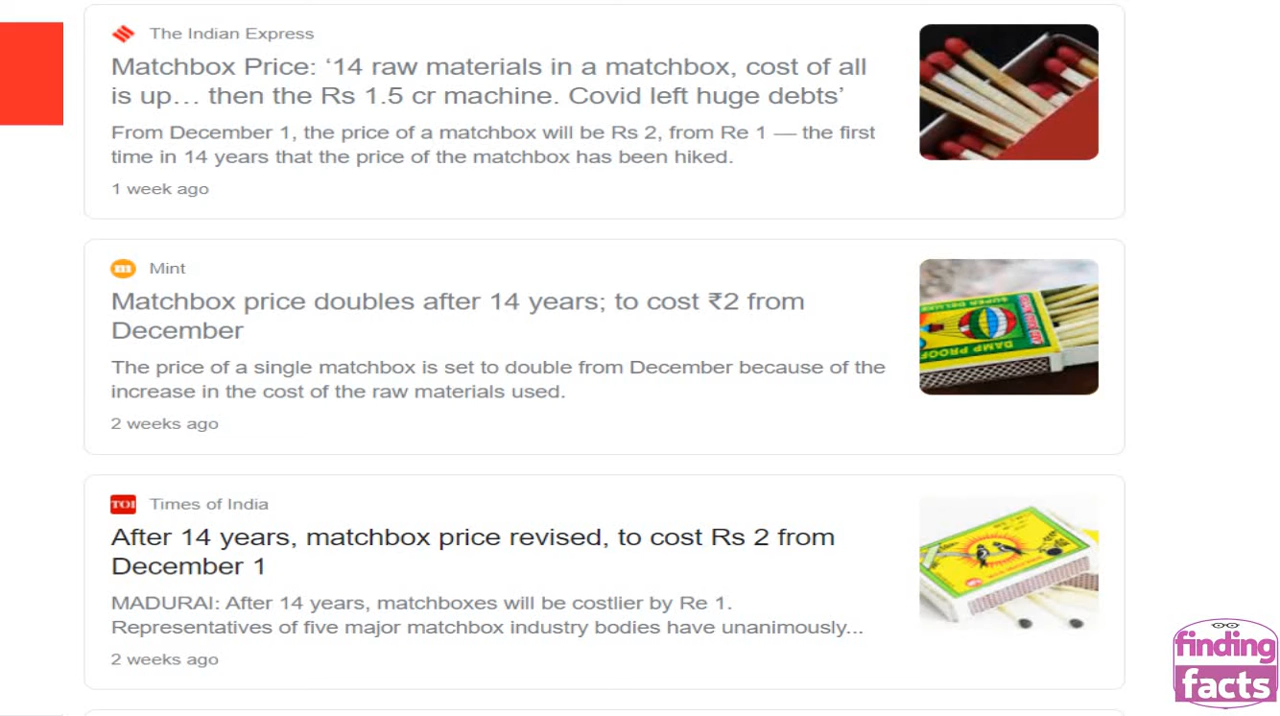 The Indian Express
Matchbox Price: ‘14 raw materials in a matchbox, cost of all
is up… then the Rs 1.5 cr machine. Covid left huge debts’
From December 1, the price of a matchbox will be Rs 2, from Re 1 — the first
time in 14 years that the price of the matchbox has been hiked.
1 week ago
Mint
Matchbox price doubles after 14 years; to cost ₹2 from
December
The price of a single matchbox is set to double from December because of the
increase in the cost of the raw materials used.
2 weeks ago
SUPER DELUXE
DAMP PROOF
TOI
Times of India
After 14 years, matchbox price revised, to cost Rs 2 from
December 1
MADURAI: After 14 years, matchboxes will be costlier by Re 1.
Representatives of five major matchbox industry bodies have unanimously...
2 weeks ago
finding
facts